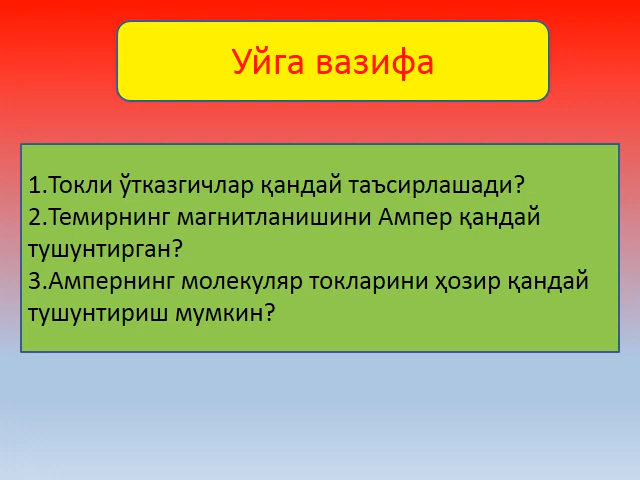 Уйга вазифа
1.Токли ўтказгичлар қандай таъсирлашади?
2.Темирнинг магнитланишини Ампер қандай
тушунтирган?
3.Ампернинг молекуляр токларини ҳозир қандай
тушунтириш мумкин?